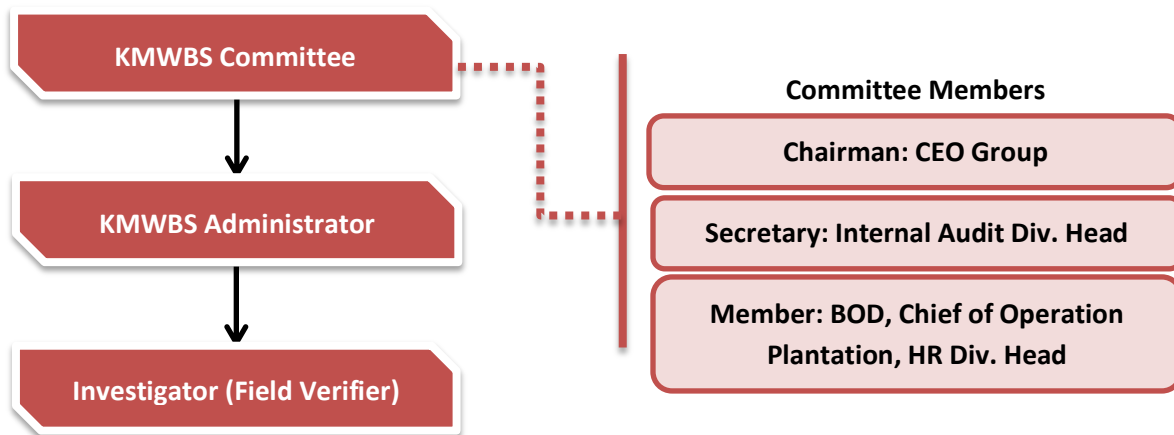 KMWBS Committee
KMWBS Administrator
Investigator (Field Verifier)
Committee Members
Chairman: CEO Group
Secretary: Internal Audit Div. Head
Member: BOD, Chief of Operation
Plantation, HR Div. Head